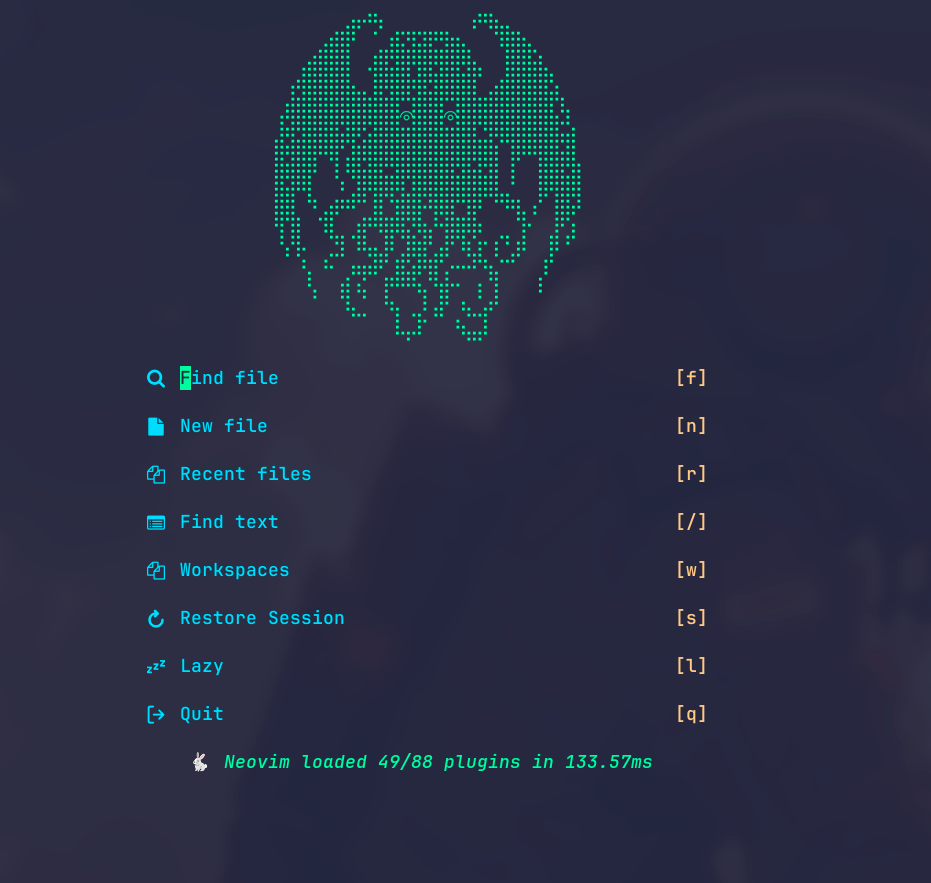 Find file [f]
New file [n]
Recent files [r]
Find text [/]
Workspaces [w]
Restore Session [s]
Lazy [l]
Quit [q]
Neovim loaded 49/88 plugins in 133.57ms